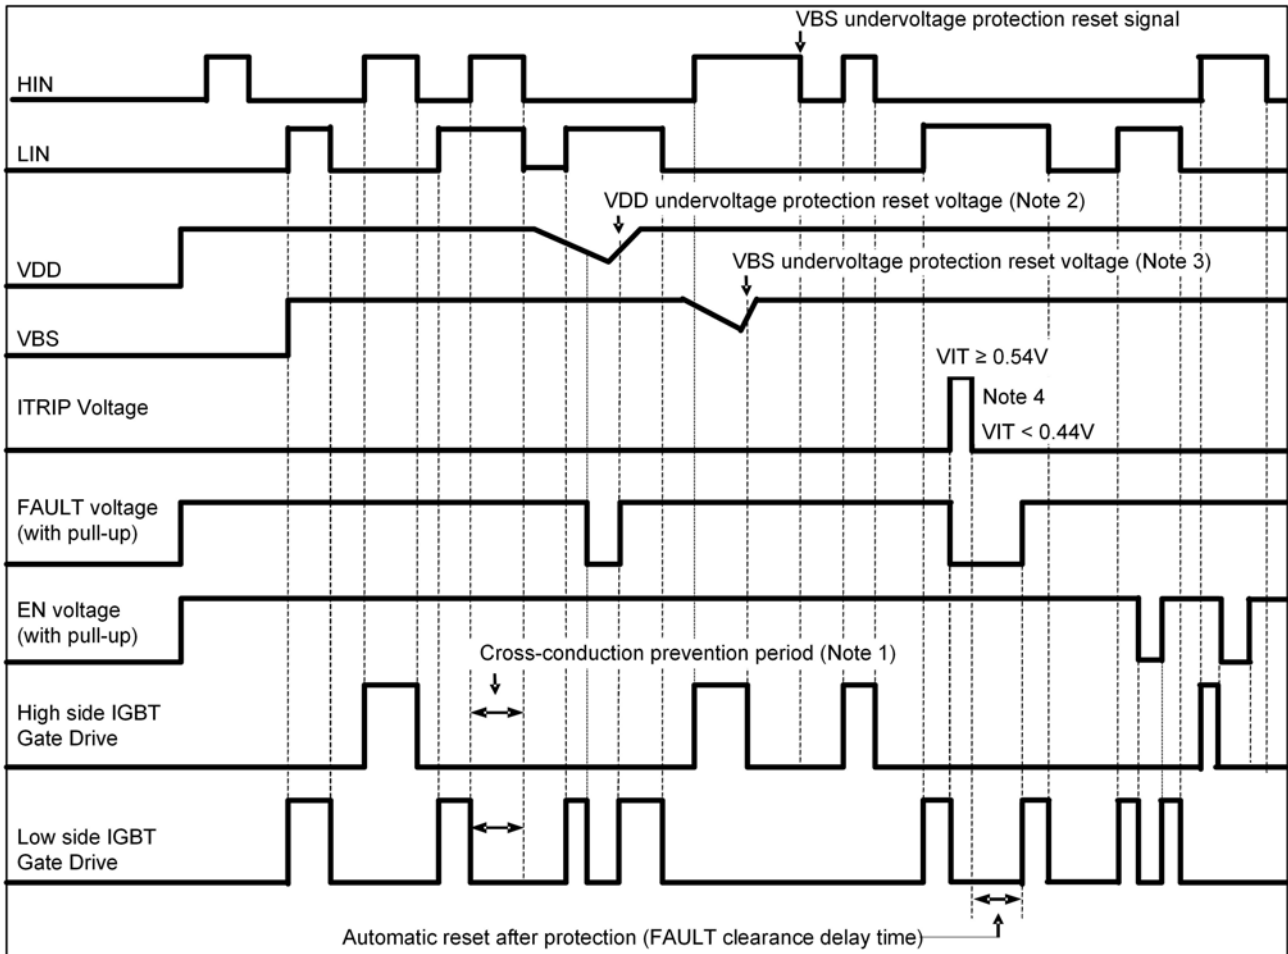 VBS undervoltage protection reset signal
HIN
LIN
VDD undervoltage protection reset voltage (Note 2)
VDD
VBS undervoltage protection reset voltage (Note 3)
VBS
VIT ≥ 0.54V
ITRIP Voltage
Note 4
VIT < 0.44V
FAULT voltage
(with pull-up)
EN voltage
(with pull-up)
Cross-conduction prevention period (Note 1)
High side IGBT
Gate Drive
Low side IGBT
Gate Drive
Automatic reset after protection (FAULT clearance delay time)